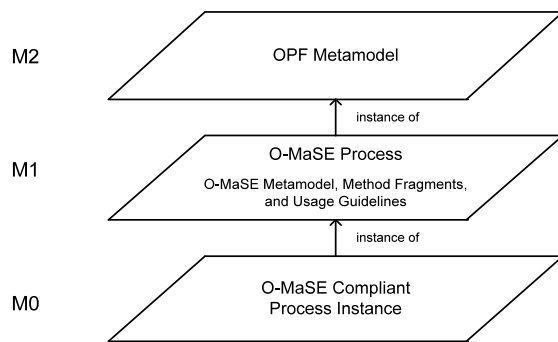 M2
OPF Metamodel
instance of
M1
O-MaSE Process
O-MaSE Metamodel, Method Fragments,
and Usage Guidelines
instance of
M0
O-MaSE Compliant
Process Instance